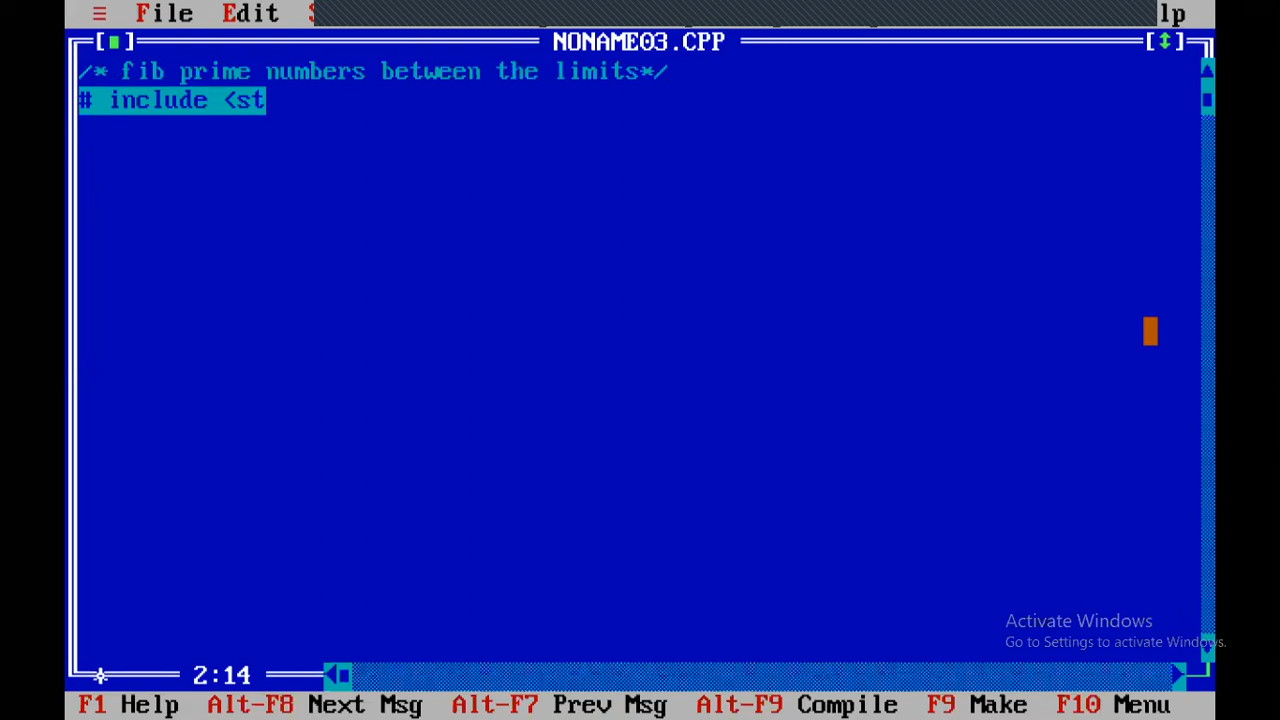 ≡ File Edit lp
[■] NONAME03.CPP [↕]
/* fib prime numbers between the limits*/
# include <st
Activate Windows
Go to Settings to activate Windows.
2:14
F1 Help Alt-F8 Next Msg Alt-F7 Prev Msg Alt-F9 Compile F9 Make F10 Menu